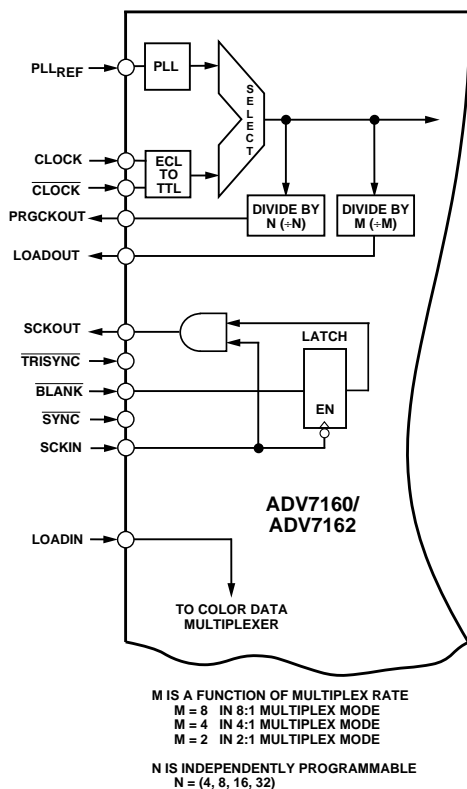 PLLREF
PLL
SELECT
CLOCK
CLOCK
ECL
TO
TTL
PRGCKOUT
DIVIDE BY
N (÷N)
DIVIDE BY
M (÷M)
LOADOUT
SCKOUT
LATCH
TRISYNC
BLANK
EN
SYNC
SCKIN
ADV7160/
ADV7162
LOADIN
TO COLOR DATA
MULTIPLEXER
M IS A FUNCTION OF MULTIPLEX RATE
M = 8 IN 8:1 MULTIPLEX MODE
M = 4 IN 4:1 MULTIPLEX MODE
M = 2 IN 2:1 MULTIPLEX MODE
N IS INDEPENDENTLY PROGRAMMABLE
N = (4, 8, 16, 32)